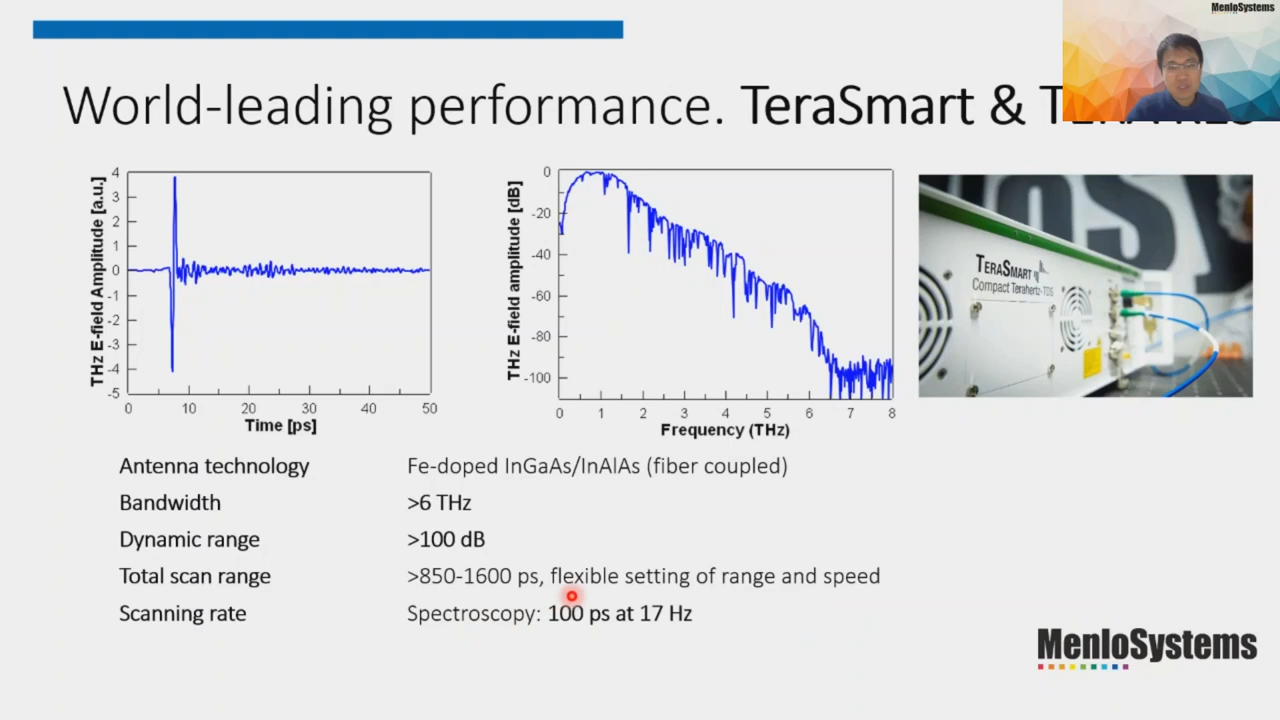 MenloSystems
World-leading performance. TeraSmart &
4
3
2
1
0
-1
-2
-3
-4
-5
THz E-field Amplitude [a.u.]
0 10 20 30 40 50
Time [ps]
0
-20
-40
-60
-80
-100
THz E-field amplitude [dB]
0 1 2 3 4 5 6 7 8
Frequency (THz)
TERASMART
Compact Terahertz-TDS
Antenna technology Fe-doped InGaAs/InAlAs (fiber coupled)
Bandwidth >6 THz
Dynamic range >100 dB
Total scan range >850-1600 ps, flexible setting of range and speed
Scanning rate Spectroscopy: 100 ps at 17 Hz
MenloSystems